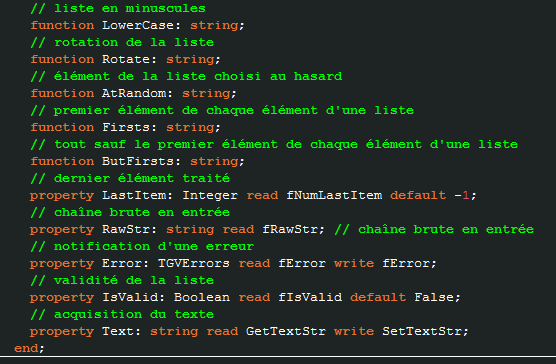 // liste en minuscules
function LowerCase: string;
// rotation de la liste
function Rotate: string;
// élément de la liste choisi au hasard
function AtRandom: string;
// premier élément de chaque élément d'une liste
function Firsts: string;
// tout sauf le premier élément de chaque élément d'une liste
function ButFirsts: string;
// dernier élément traité
property LastItem: Integer read fNumLastItem default -1;
// chaîne brute en entrée
property RawStr: string read fRawStr; // chaîne brute en entrée
// notification d'une erreur
property Error: TGVErrors read fError write fError;
// validité de la liste
property IsValid: Boolean read fIsValid default False;
// acquisition du texte
property Text: string read GetTextStr write SetTextStr;
end;